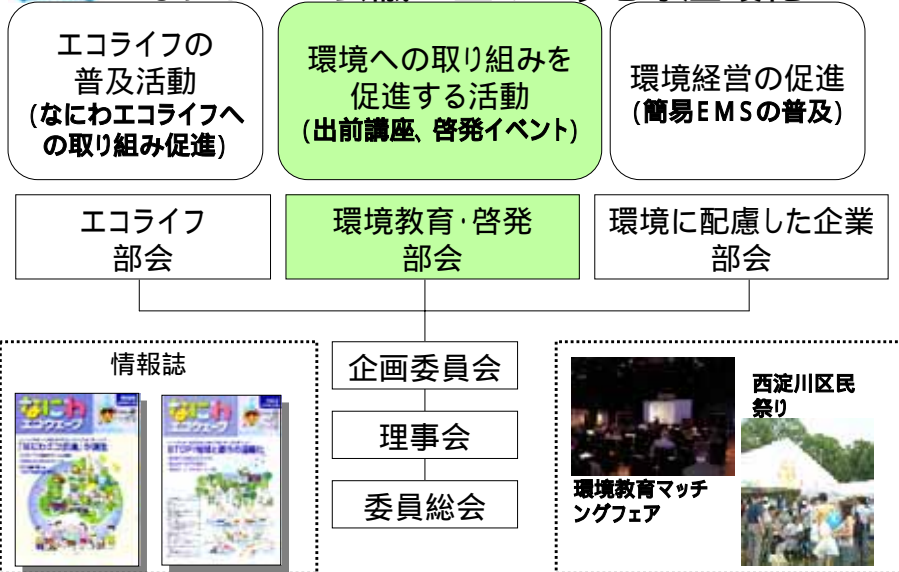 エコライフの
普及活動
(なにわエコライフへ
の取り組み促進)
環境への取り組みを
促進する活動
(出前講座、啓発イベント)
環境経営の促進
(簡易EMSの普及)
エコライフ
部会
環境教育・啓発
部会
環境に配慮した企業
部会
企画委員会
理事会
委員総会
情報誌
なにわ
エコウェーブ
なにわ
エコウェーブ
環境教育マッチ
ングフェア
西淀川区民
祭り